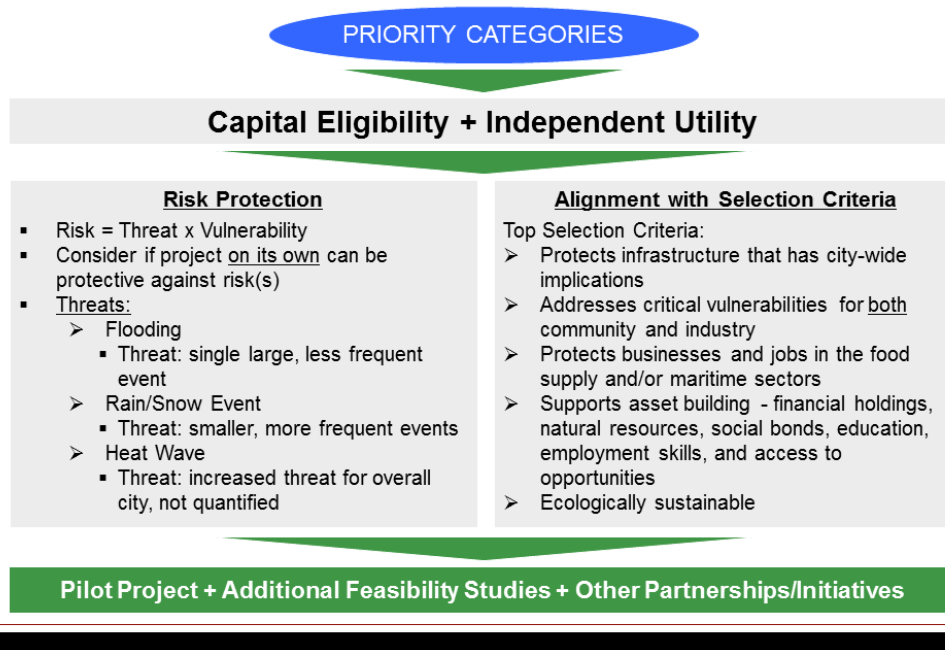 PRIORITY CATEGORIES
Capital Eligibility + Independent Utility
Risk Protection
▪ Risk = Threat x Vulnerability
▪ Consider if project on its own can be
protective against risk(s)
▪ Threats:
➢ Flooding
▪ Threat: single large, less frequent
event
➢ Rain/Snow Event
▪ Threat: smaller, more frequent events
➢ Heat Wave
▪ Threat: increased threat for overall
city, not quantified
Alignment with Selection Criteria
Top Selection Criteria:
➢ Protects infrastructure that has city-wide
implications
➢ Addresses critical vulnerabilities for both
community and industry
➢ Protects businesses and jobs in the food
supply and/or maritime sectors
➢ Supports asset building - financial holdings,
natural resources, social bonds, education,
employment skills, and access to
opportunities
➢ Ecologically sustainable
Pilot Project + Additional Feasibility Studies + Other Partnerships/Initiatives